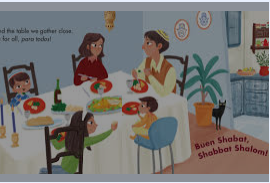 nd the table we gather close,
for all, para todos!
Buen Shabat,
Shabbat Shalom!